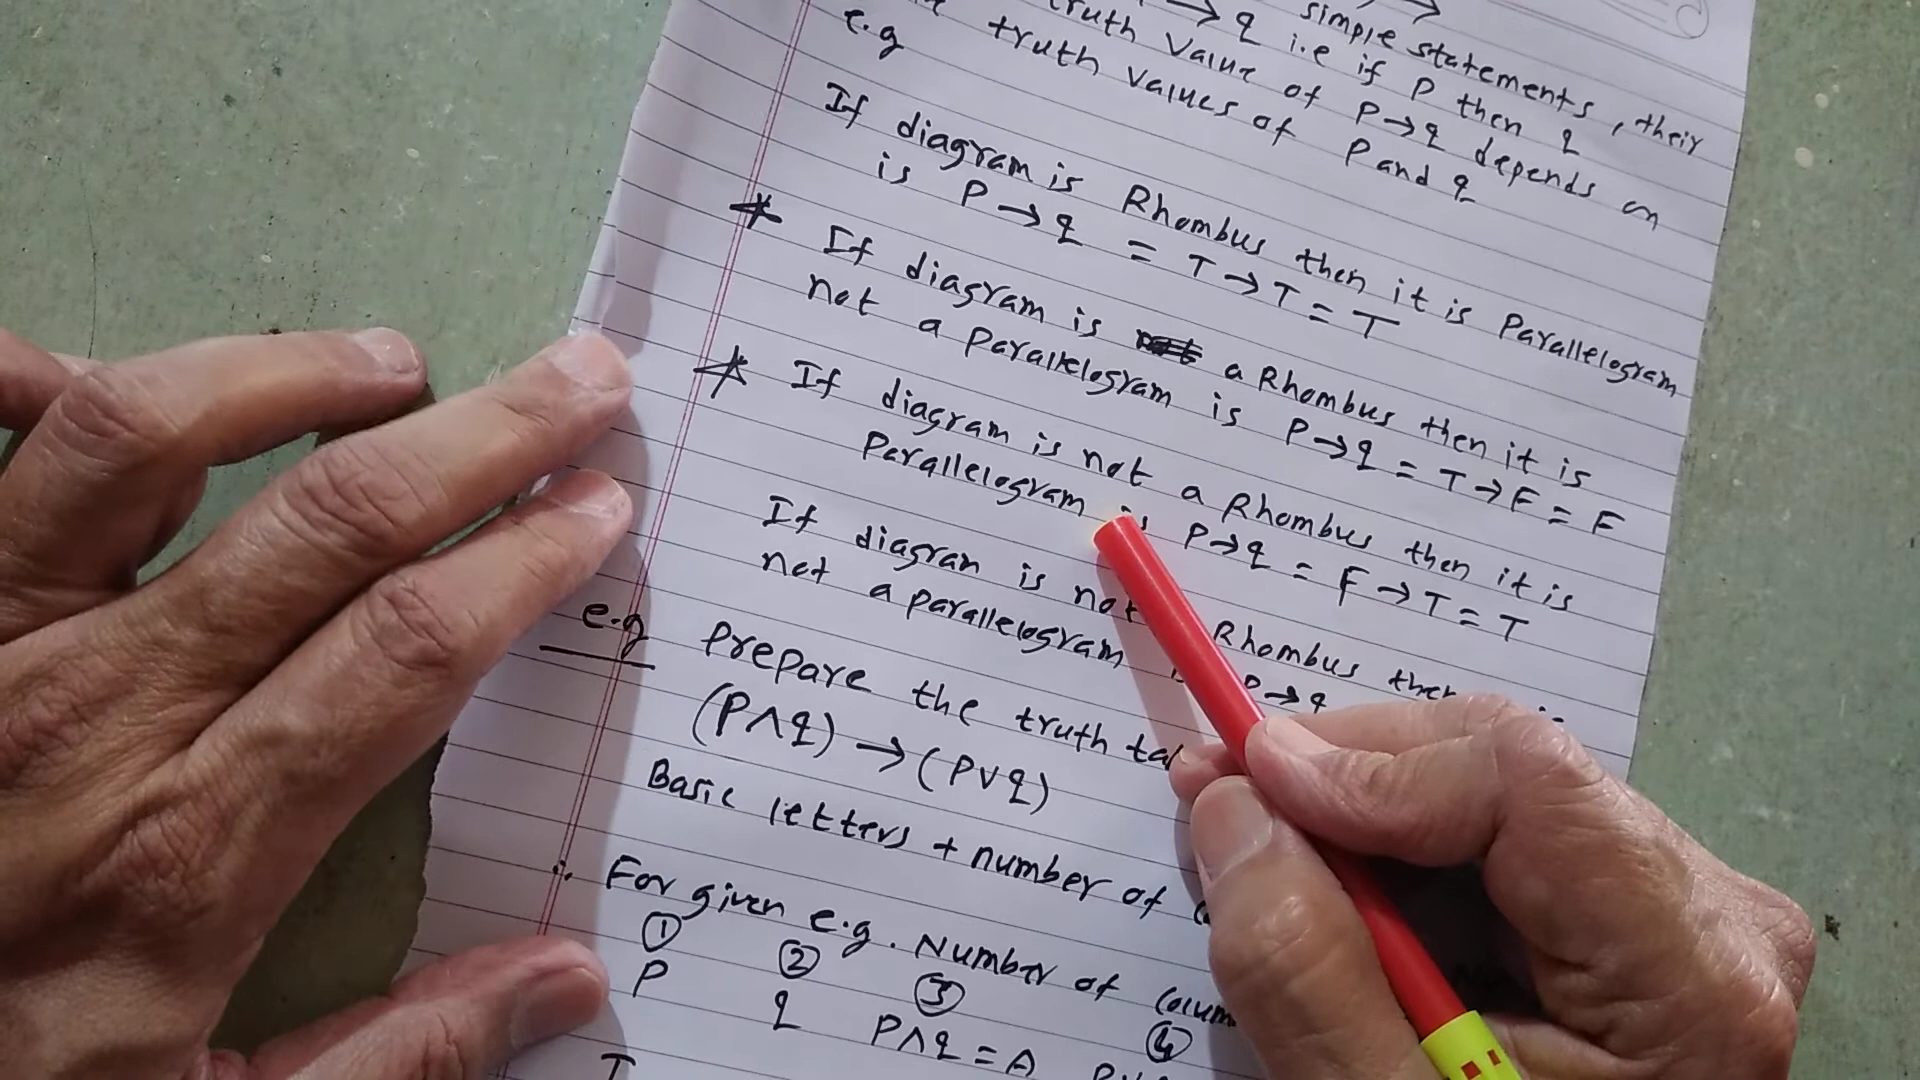 → q simple statements, their
truth value i.e if P then q
e.g truth values of P→q depends on
P and q
If diagram is Rhombus then it is Parallelogram
is P→q = T→T = T
* If diagram is a Rhombus then it is
not a parallelogram is P→q = T→F = F
* If diagram is not a Rhombus then it is
Parallelogram is P→q = F→T = T
If diagram is not Rhombus then
not a parallelogram P→q
e.g Prepare the truth
(P∧q) → (P∨q)
Basic letters + number of
∴ For given e.g. Number of
① ② ③ ④
P q P∧q = A
T